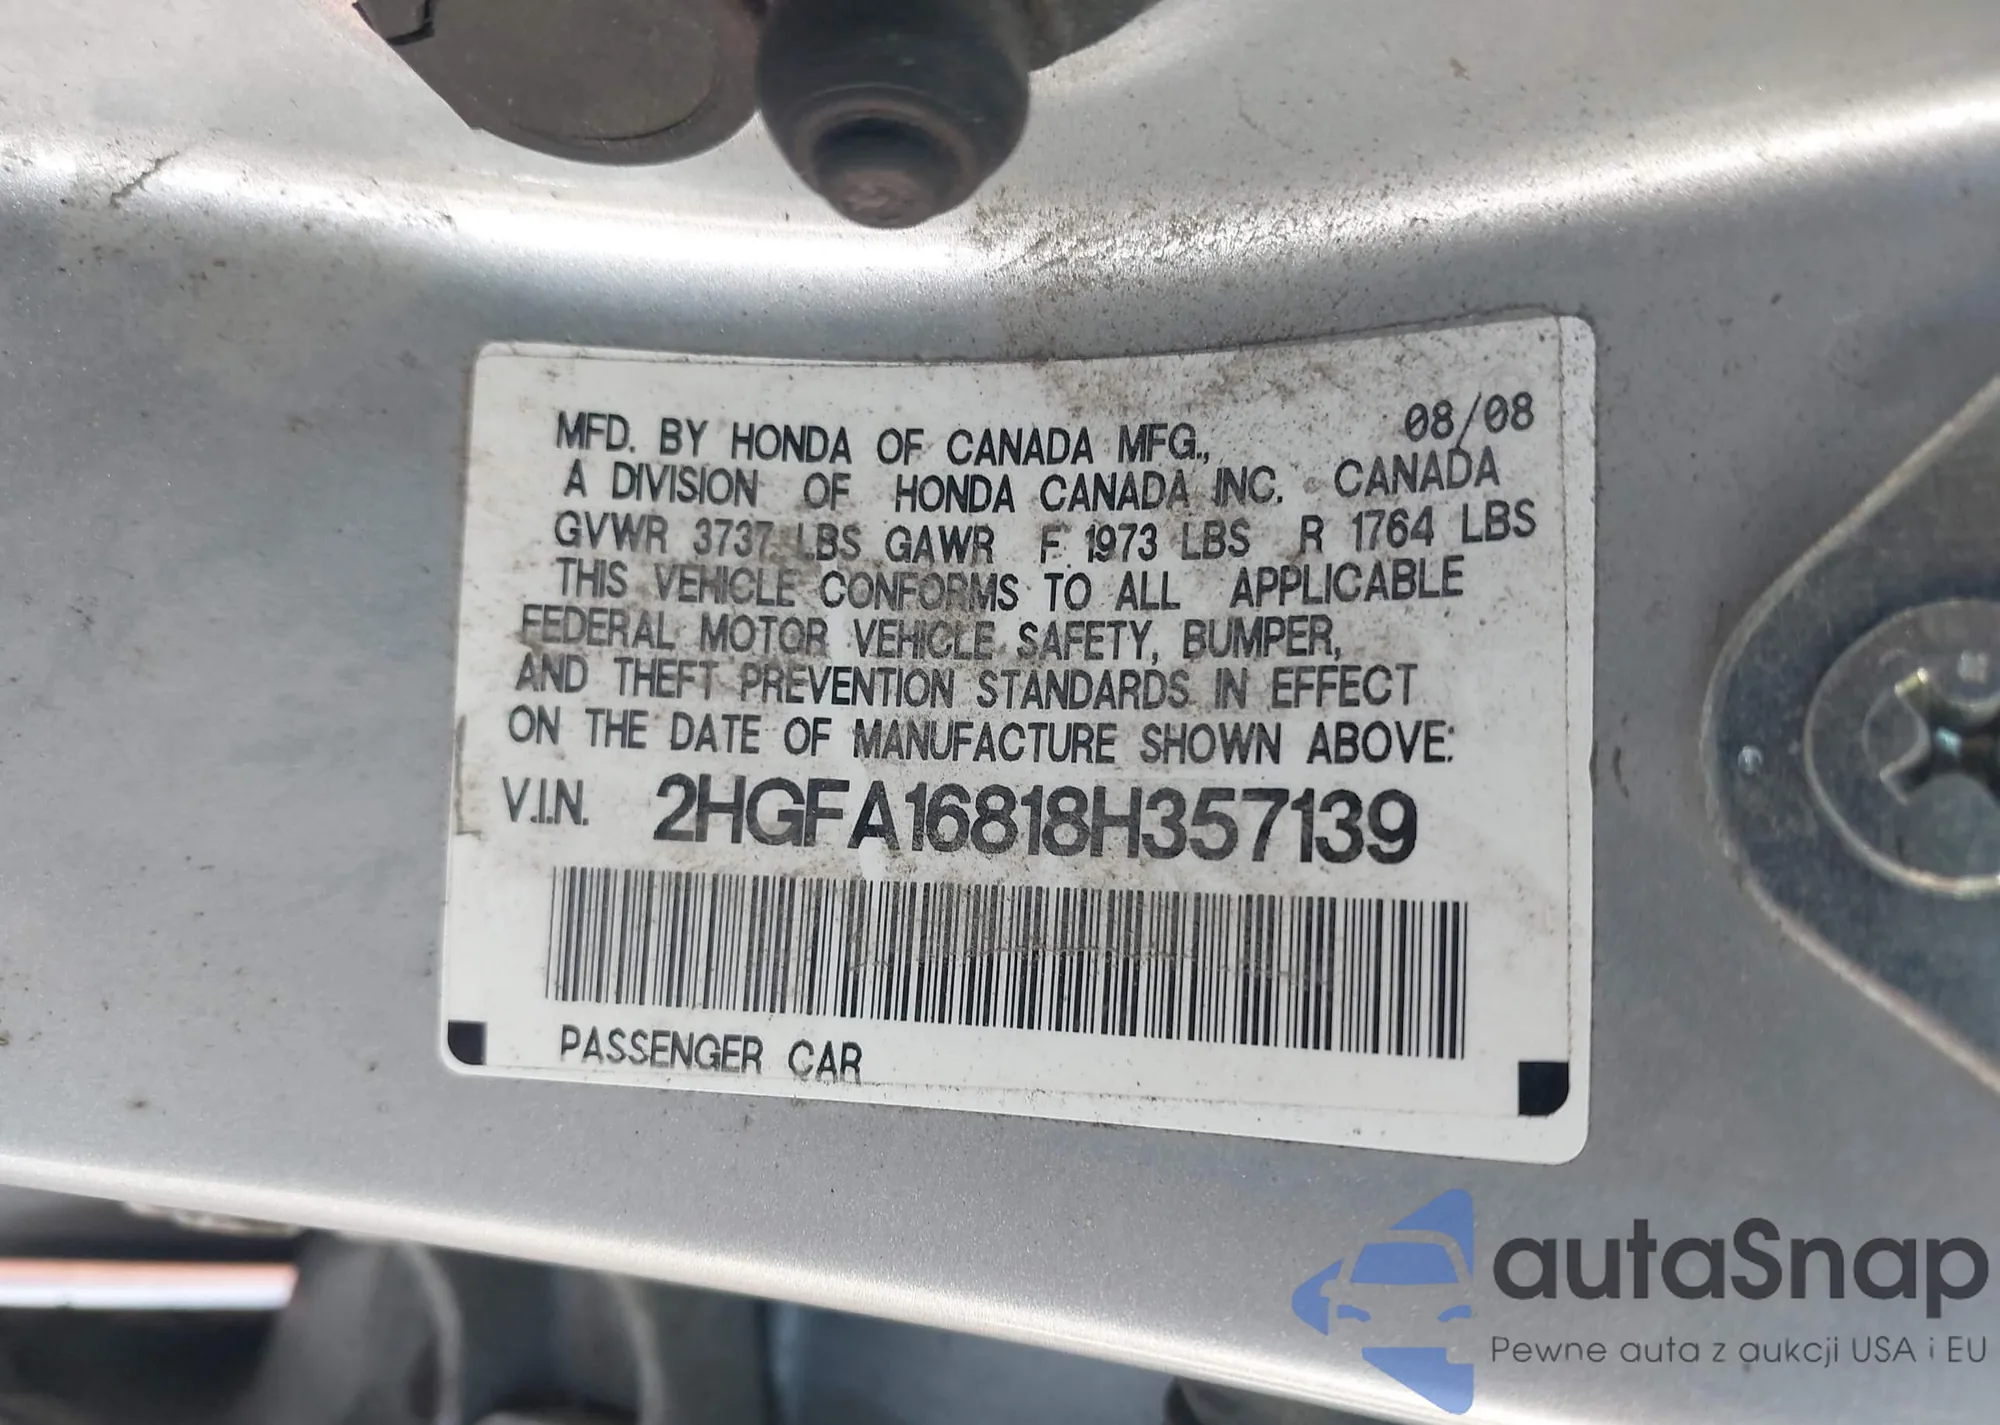 08/08
MFD. BY HONDA OF CANADA MFG.,
A DIVISION OF HONDA CANADA INC. CANADA
GVWR 3737 LBS GAWR F 1973 LBS R 1764 LBS
THIS VEHICLE CONFORMS TO ALL APPLICABLE
FEDERAL MOTOR VEHICLE SAFETY, BUMPER,
AND THEFT PREVENTION STANDARDS IN EFFECT
ON THE DATE OF MANUFACTURE SHOWN ABOVE:
V.I.N. 2HGFA16818H357139
PASSENGER CAR
autaSnap
Pewne auta z aukcji USA i EU